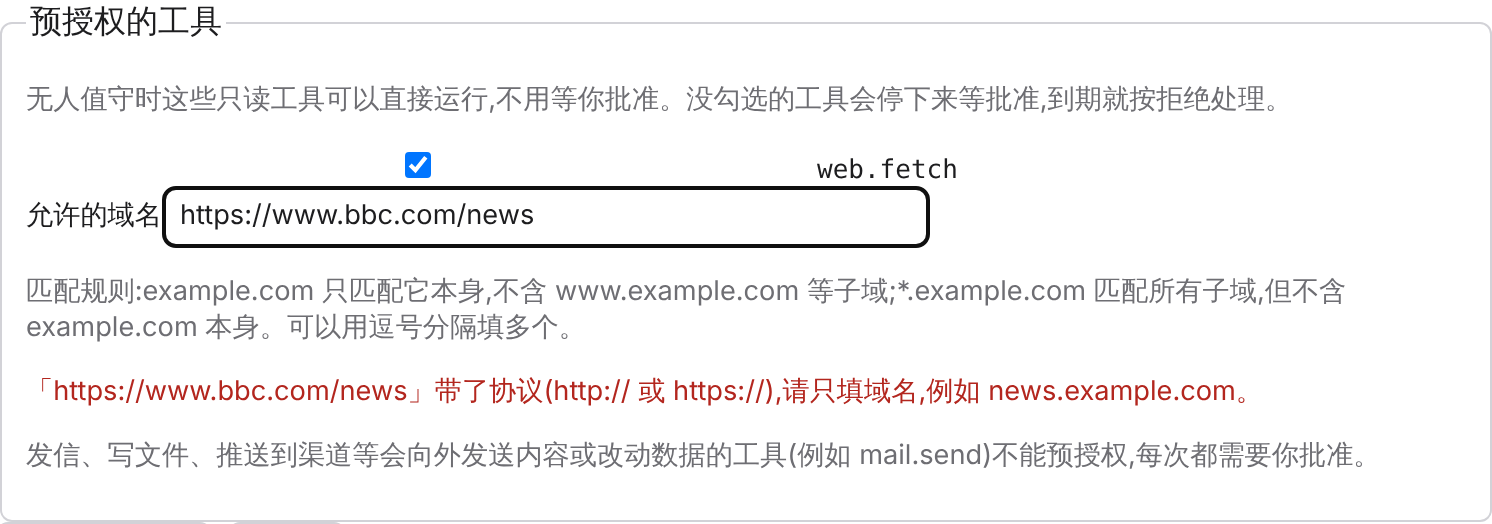 预授权的工具
无人值守时这些只读工具可以直接运行,不用等你批准。没勾选的工具会停下来等批准,到期就按拒绝处理。
web.fetch
允许的域名 https://www.bbc.com/news
匹配规则:example.com 只匹配它本身,不含 www.example.com 等子域;*.example.com 匹配所有子域,但不含
example.com 本身。可以用逗号分隔填多个。
「https://www.bbc.com/news」带了协议(http:// 或 https://),请只填域名,例如 news.example.com。
发信、写文件、推送到渠道等会向外发送内容或改动数据的工具(例如 mail.send)不能预授权,每次都需要你批准。